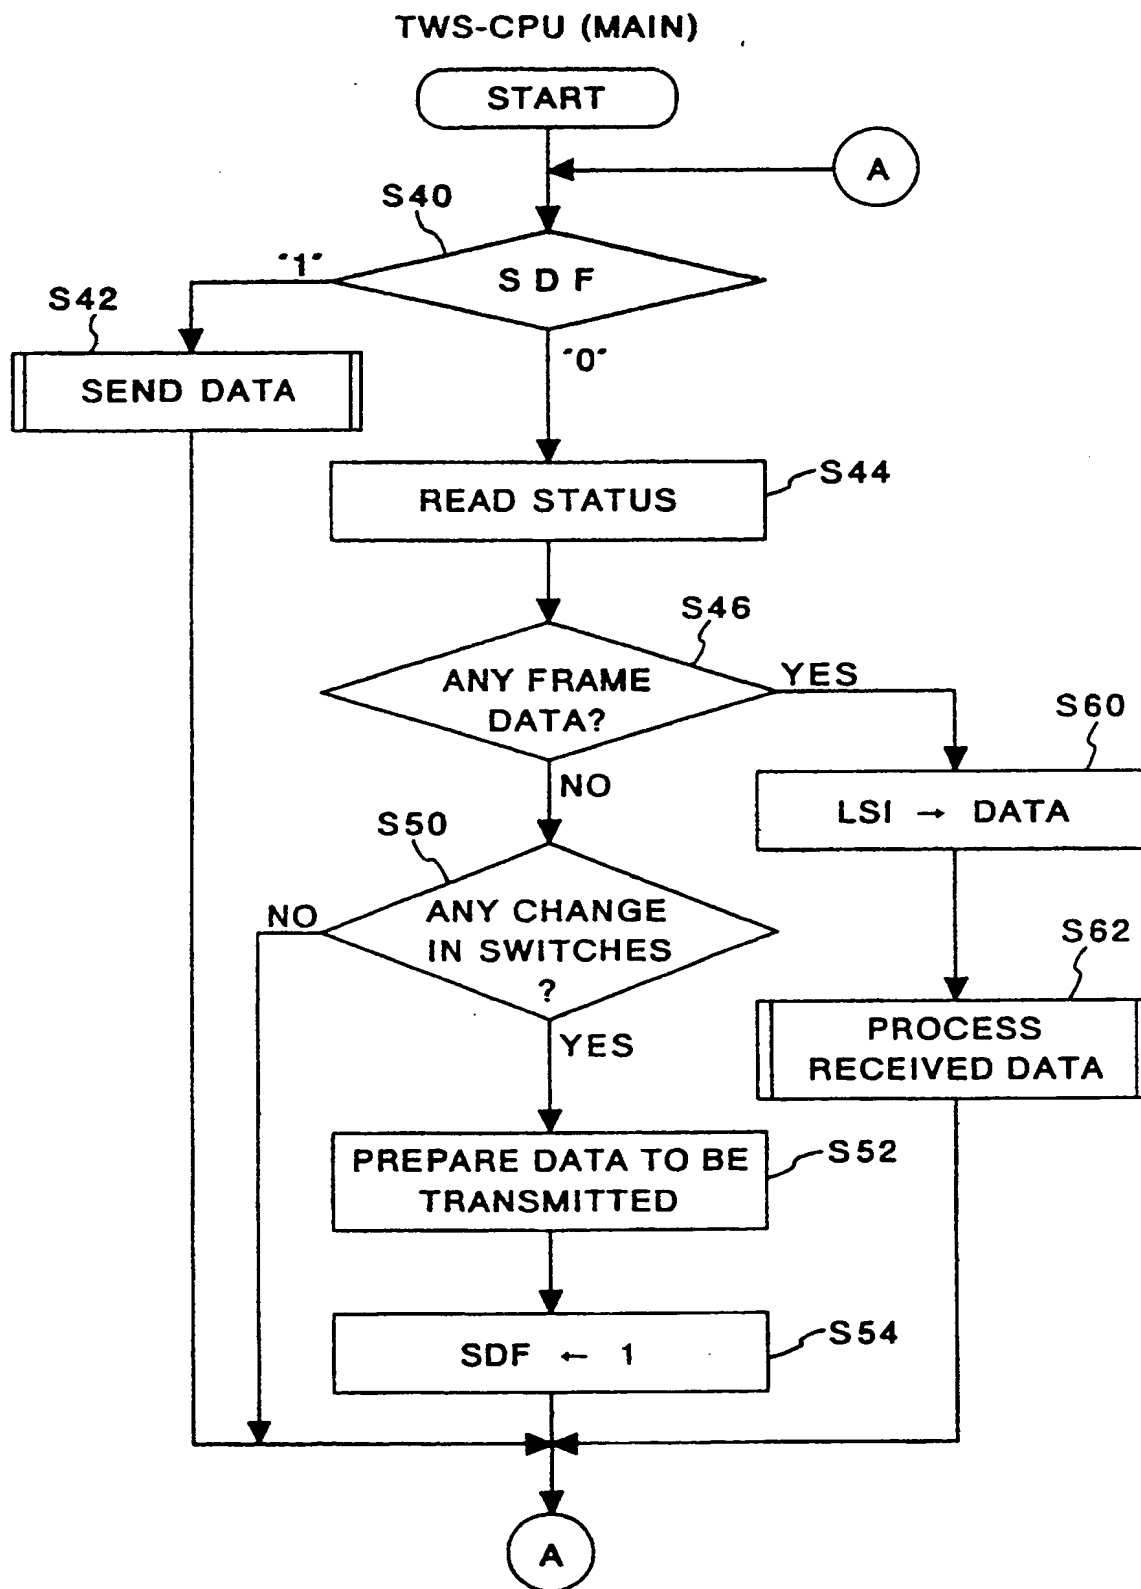 TWS-CPU (MAIN)
START
A
S40
"1"
S D F
S42
"0"
SEND DATA
S44
READ STATUS
S46
ANY FRAME
DATA?
YES
S60
NO
LSI → DATA
S50
NO
ANY CHANGE
IN SWITCHES
?
S62
YES
PROCESS
RECEIVED DATA
PREPARE DATA TO BE
TRANSMITTED
S52
SDF ← 1
S54
A